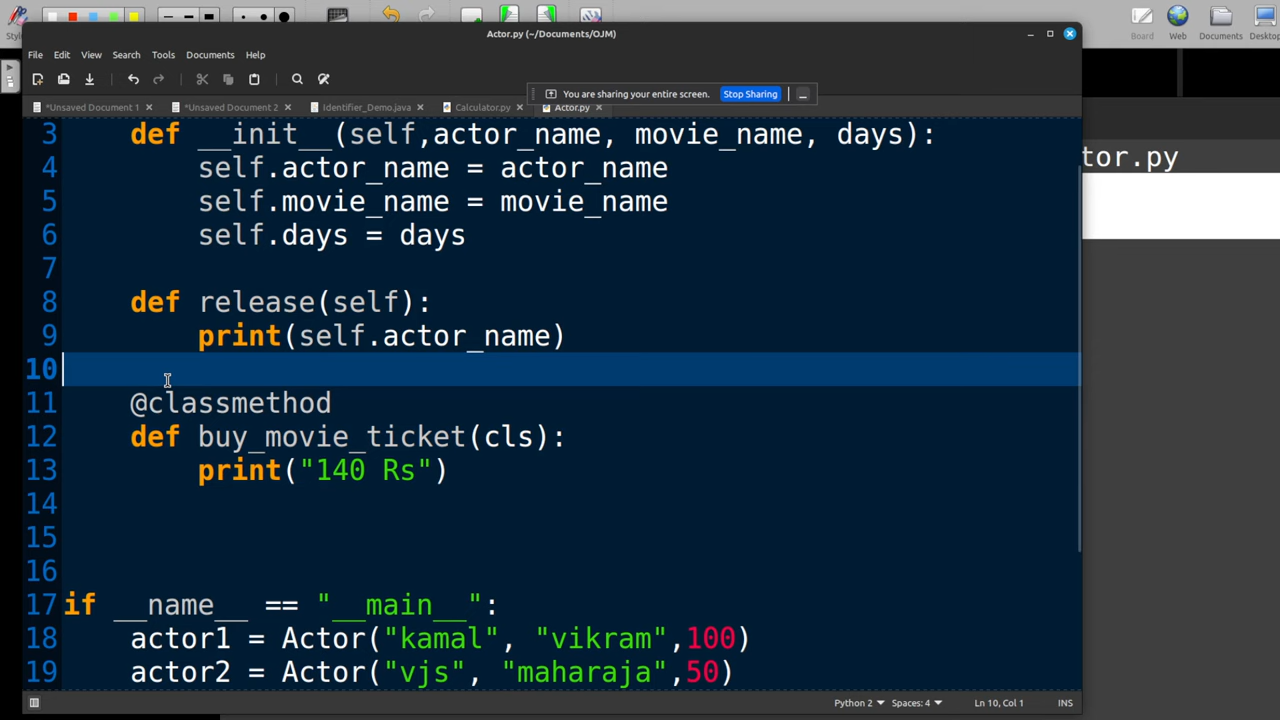 Board Web Documents
Actor.py (~/Documents/OJM)
File Edit View Search Tools Documents Help
You are sharing your entire screen. Stop Sharing
*Unsaved Document 1 *Unsaved Document 2 Identifier_Demo.java Calculator.py Actor.py
3 def __init__(self,actor_name, movie_name, days):
4 self.actor_name = actor_name
5 self.movie_name = movie_name
6 self.days = days
7
8 def release(self):
9 print(self.actor_name)
10
11 @classmethod
12 def buy_movie_ticket(cls):
13 print("140 Rs")
14
15
16
17 if __name__ == "__main__":
18 actor1 = Actor("kamal", "vikram",100)
19 actor2 = Actor("vjs", "maharaja",50)
tor.py
Python 2 Spaces: 4 Ln 10, Col 1 INS